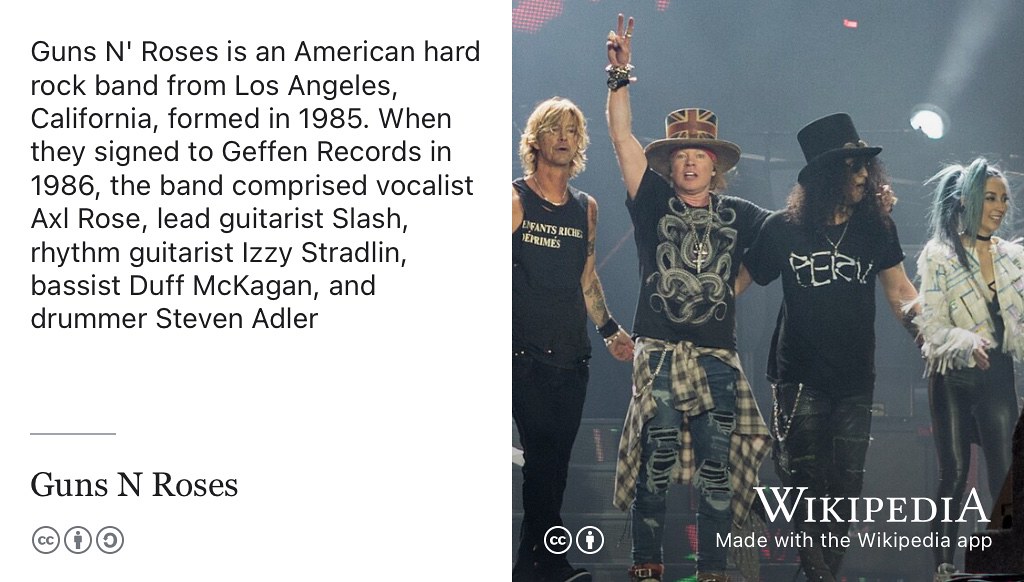 Guns N' Roses is an American hard
rock band from Los Angeles,
California, formed in 1985. When
they signed to Geffen Records in
1986, the band comprised vocalist
Axl Rose, lead guitarist Slash,
rhythm guitarist Izzy Stradlin,
bassist Duff McKagan, and
drummer Steven Adler
Guns N Roses
cc
ENFANTS RICHES
DÉPRIMÉS
PERV
cc
WIKIPEDIA
Made with the Wikipedia app